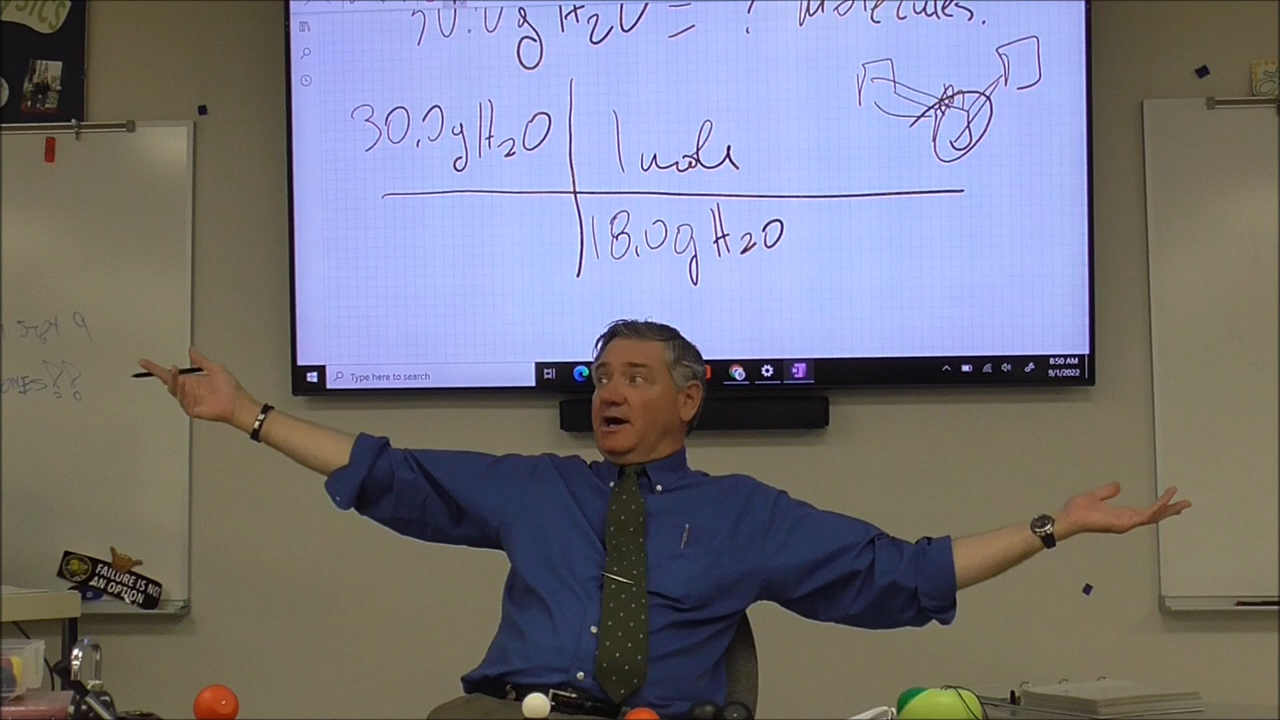 PHYSICS
30.0g H₂O = ? molecules.
30.0g H₂O | 1 mole
18.0g H₂O
Type here to search
8:50 AM
9/1/2022
FAILURE IS NOT
AN OPTION